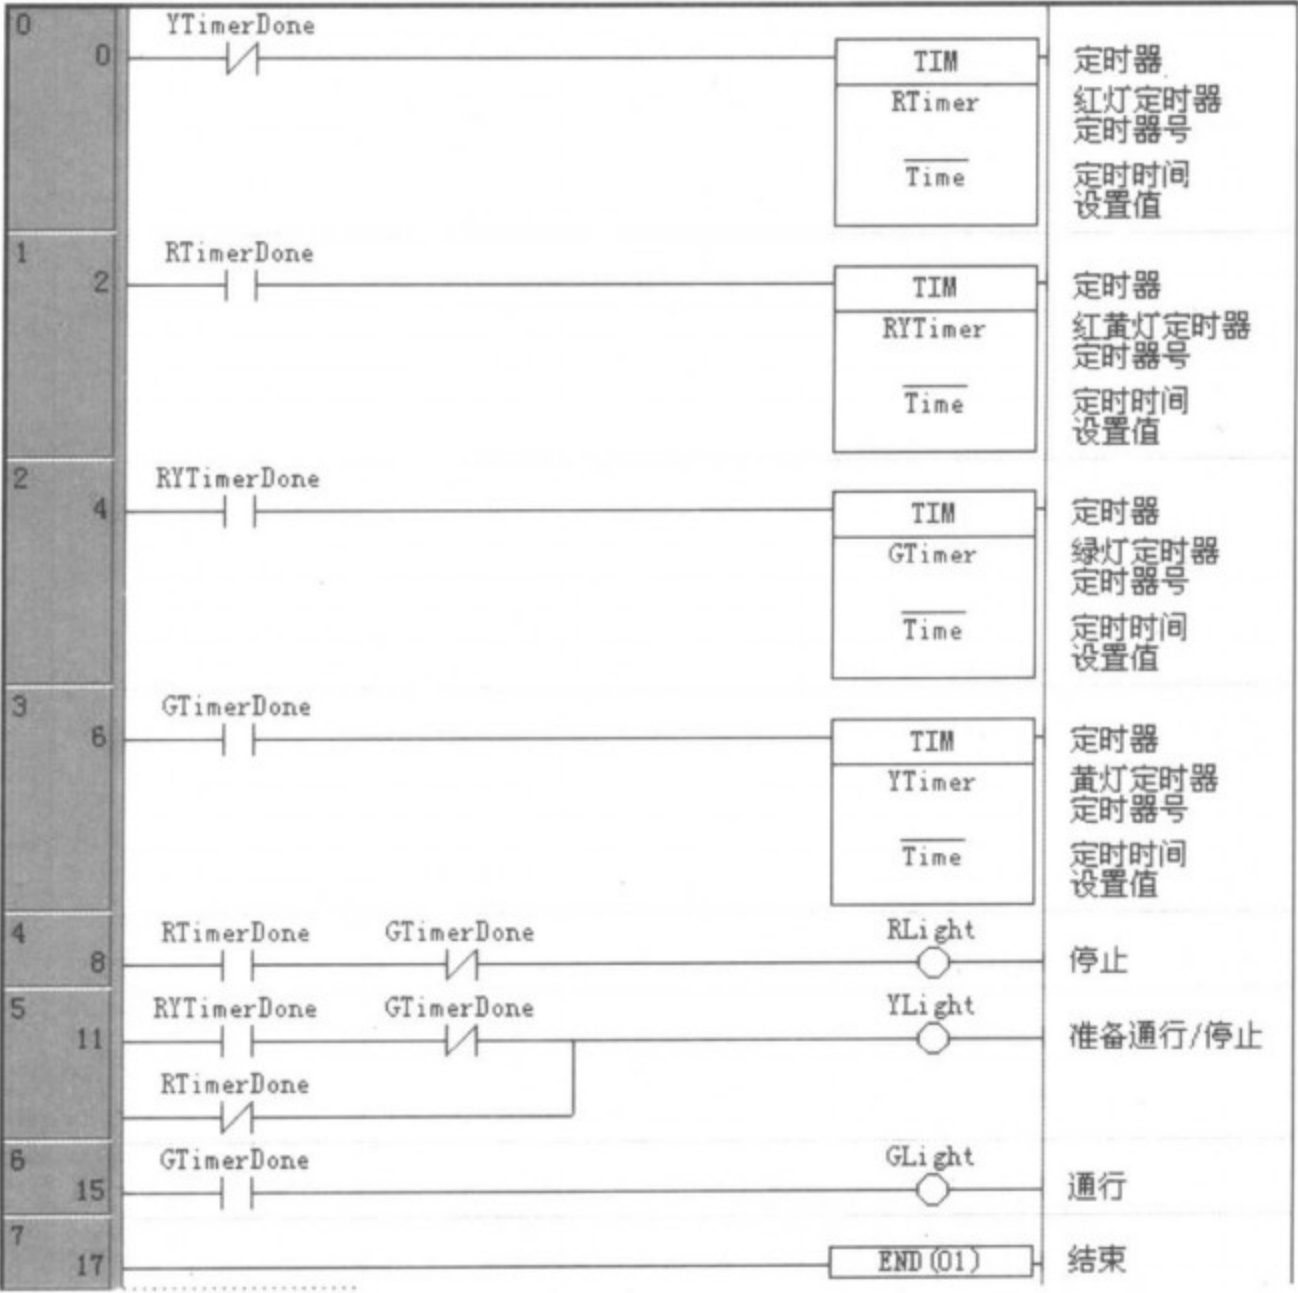 0
YTimerDone
0
TIM
定时器
RTimer
红灯定时器
定时器号
Time
定时时间
设置值
1
RTimerDone
2
TIM
定时器
RYTimer
红黄灯定时器
定时器号
Time
定时时间
设置值
2
RYTimerDone
4
TIM
定时器
GTimer
绿灯定时器
定时器号
Time
定时时间
设置值
3
GTimerDone
6
TIM
定时器
YTimer
黄灯定时器
定时器号
Time
定时时间
设置值
4
RTimerDone GTimerDone RLight
8
停止
5
RYTimerDone GTimerDone YLight
11
准备通行/停止
RTimerDone
6
GTimerDone GLight
15
通行
7
17
END(01)
结束